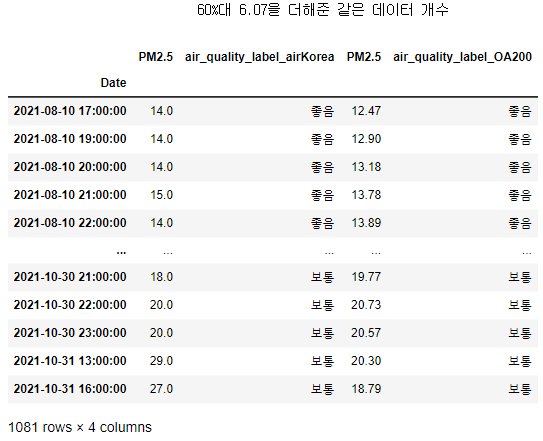 60%대 6.07을 더해준 같은 데이터 개수
PM2.5 air_quality_label_airKorea PM2.5 air_quality_label_OA200
Date
2021-08-10 17:00:00 14.0 좋음 12.47 좋음
2021-08-10 19:00:00 14.0 좋음 12.90 좋음
2021-08-10 20:00:00 14.0 좋음 13.18 좋음
2021-08-10 21:00:00 15.0 좋음 13.78 좋음
2021-08-10 22:00:00 14.0 좋음 13.89 좋음
... ... ... ... ...
2021-10-30 21:00:00 18.0 보통 19.77 보통
2021-10-30 22:00:00 20.0 보통 20.73 보통
2021-10-30 23:00:00 20.0 보통 20.57 보통
2021-10-31 13:00:00 29.0 보통 20.30 보통
2021-10-31 16:00:00 27.0 보통 18.79 보통
1081 rows × 4 columns